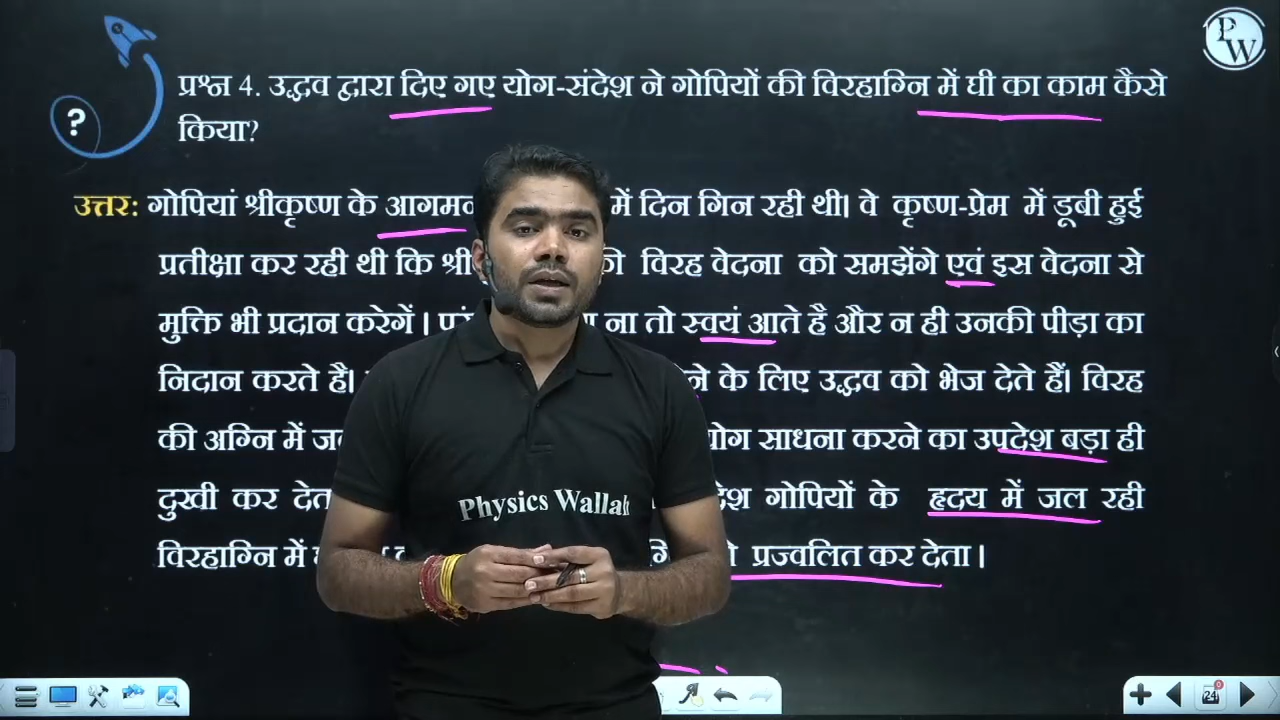 PW
प्रश्न 4. उद्धव द्वारा दिए गए योग-संदेश ने गोपियों की विरहाग्नि में घी का काम कैसे
?
किया?
उत्तर: गोपियां श्रीकृष्ण के आगमन में दिन गिन रही थी। वे कृष्ण-प्रेम में डूबी हुई
प्रतीक्षा कर रही थी कि विरह वेदना को समझेंगे एवं इस वेदना से
मुक्ति भी प्रदान करेगें । ना तो स्वयं आते है और न ही उनकी पीड़ा का
निदान करते है। के लिए उद्धव को भेज देते हैं। विरह
की अग्नि में योग साधना करने का उपदेश बड़ा ही
दुखी कर गोपियों के हृदय में जल रही
विरहाग्नि में प्रज्वलित कर देता ।
Physics Wallah
24